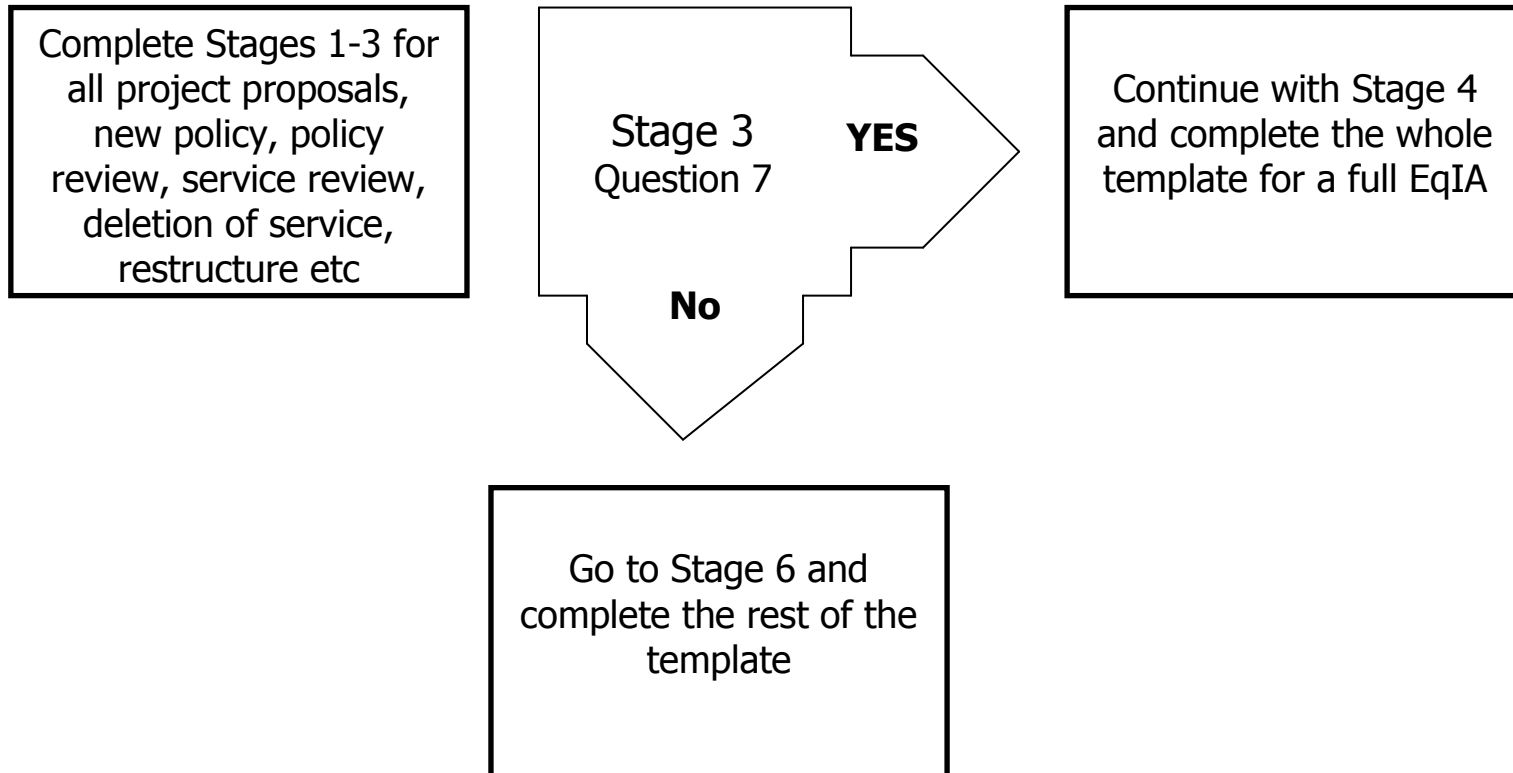 Complete Stages 1-3 for
all project proposals,
new policy, policy
review, service review,
deletion of service,
restructure etc
Stage 3
Question 7
YES
No
Continue with Stage 4
and complete the whole
template for a full EqIA
Go to Stage 6 and
complete the rest of the
template